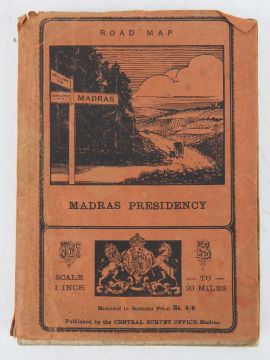 ROAD MAP
MADRAS
MADRAS PRESIDENCY
SCALE
1 INCH
— TO —
20 MILES
Mounted in Sections Price Rs. 4/8
Published by the CENTRAL SURVEY OFFICE Madras.